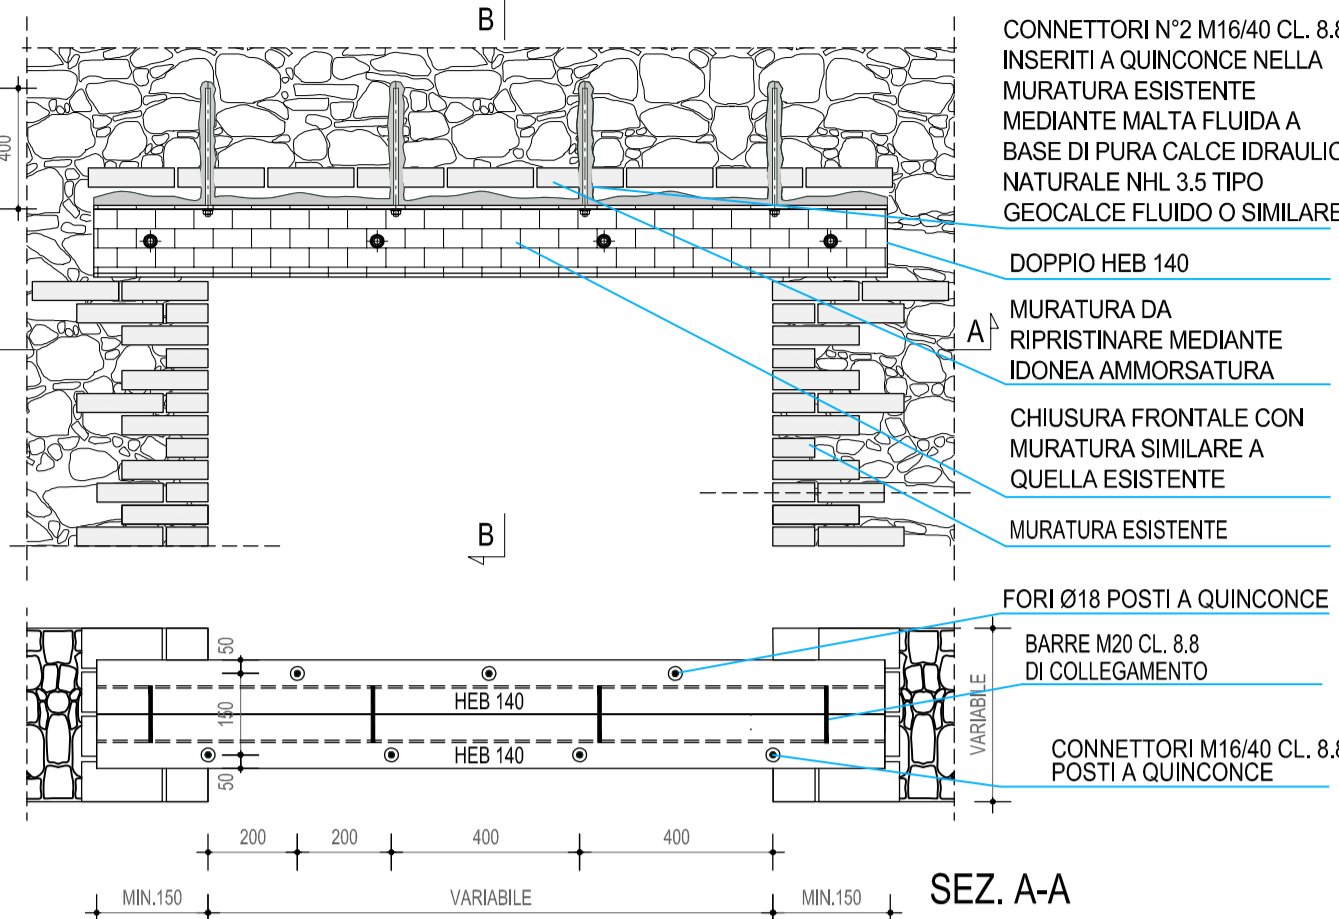 B
CONNETTORI N°2 M16/40 CL. 8.8
INSERITI A QUINCONCE NELLA
MURATURA ESISTENTE
MEDIANTE MALTA FLUIDA A
BASE DI PURA CALCE IDRAULIC
NATURALE NHL 3.5 TIPO
GEOCALCE FLUIDO O SIMILARE
400
DOPPIO HEB 140
A
MURATURA DA
RIPRISTINARE MEDIANTE
IDONEA AMMORSATURA
CHIUSURA FRONTALE CON
MURATURA SIMILARE A
QUELLA ESISTENTE
MURATURA ESISTENTE
B
FORI Ø18 POSTI A QUINCONCE
BARRE M20 CL. 8.8
DI COLLEGAMENTO
CONNETTORI M16/40 CL. 8.8
POSTI A QUINCONCE
50
150
50
HEB 140
HEB 140
VARIABILE
200
200
400
400
MIN.150
VARIABILE
MIN.150
SEZ. A-A